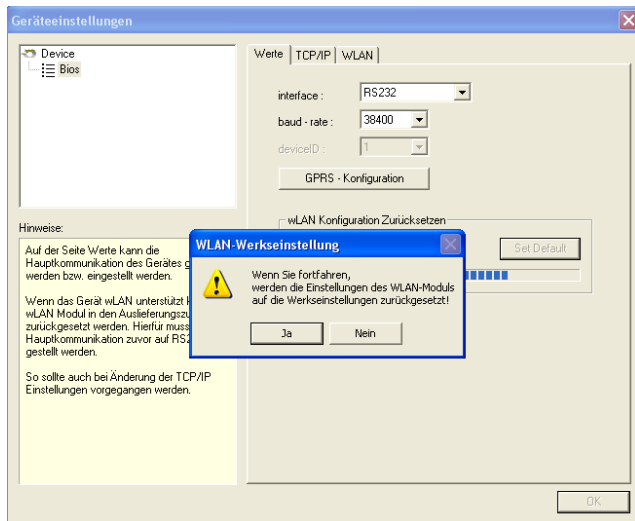 Geräteeinstellungen
Device
Bios
Werte
TCP/IP
WLAN
interface :
RS232
baud - rate :
38400
deviceID :
1
GPRS - Konfiguration
wLAN Konfiguration Zurücksetzen
Set Default
Hinweise:
Auf der Seite Werte kann die
Hauptkommunikation des Gerätes
werden bzw. eingestellt werden.
Wenn das Gerät wLAN unterstützt
wLAN Modul in den
zurückgesetzt werden. Hierfür muss
Hauptkommunikation zuvor auf
gestellt werden.
So sollte auch bei Änderung der TCP/IP
Einstellungen vorgegangen werden.
WLAN-Werkseinstellung
Wenn Sie fortfahren,
werden die Einstellungen des WLAN-Moduls
auf die Werkseinstellungen zurückgesetzt!
Ja
Nein
OK